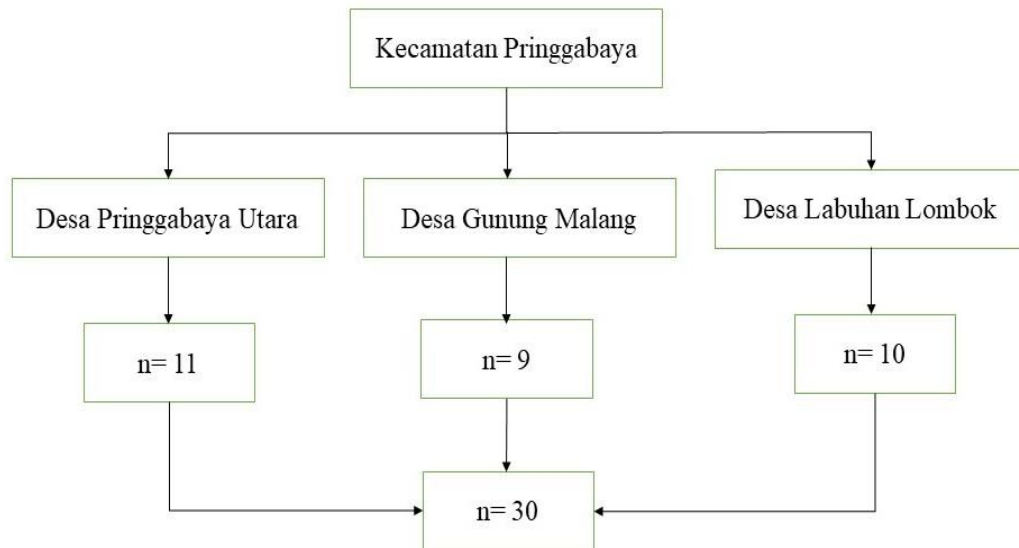 Kecamatan Pringgabaya
Desa Pringgabaya Utara
Desa Gunung Malang
Desa Labuhan Lombok
n= 11
n= 9
n= 10
n= 30